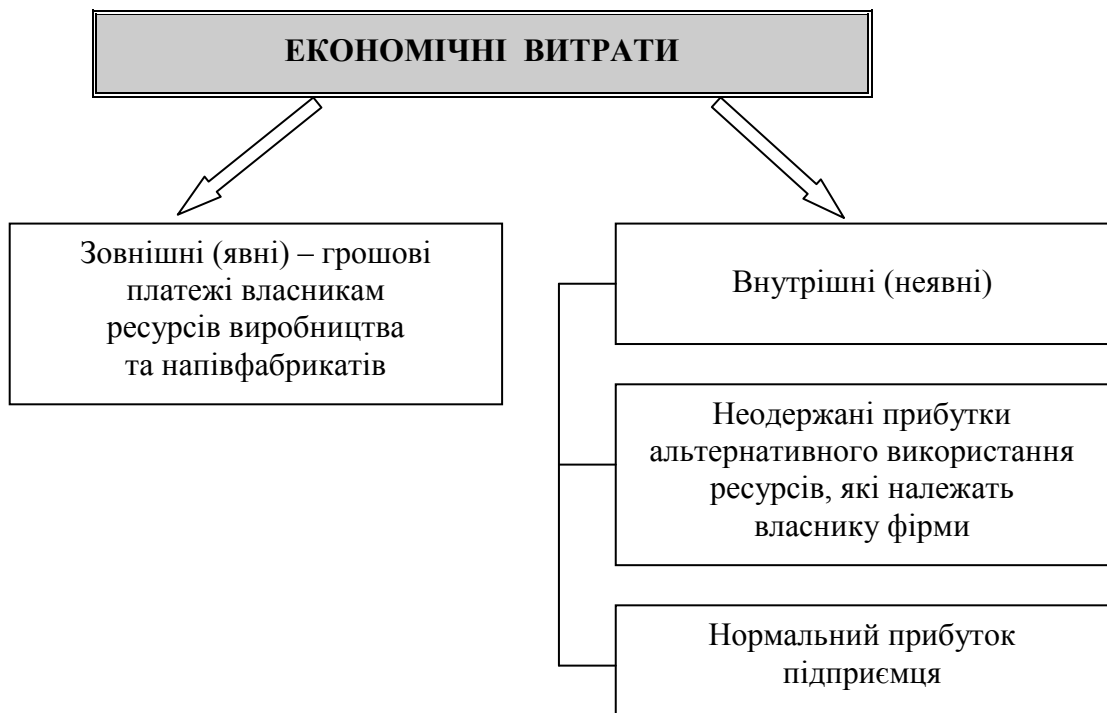 ЕКОНОМІЧНІ ВИТРАТИ
Зовнішні (явні) – грошові
платежі власникам
ресурсів виробництва
та напівфабрикатів
Внутрішні (неявні)
Неодержані прибутки
альтернативного використання
ресурсів, які належать
власнику фірми
Нормальний прибуток
підприємця